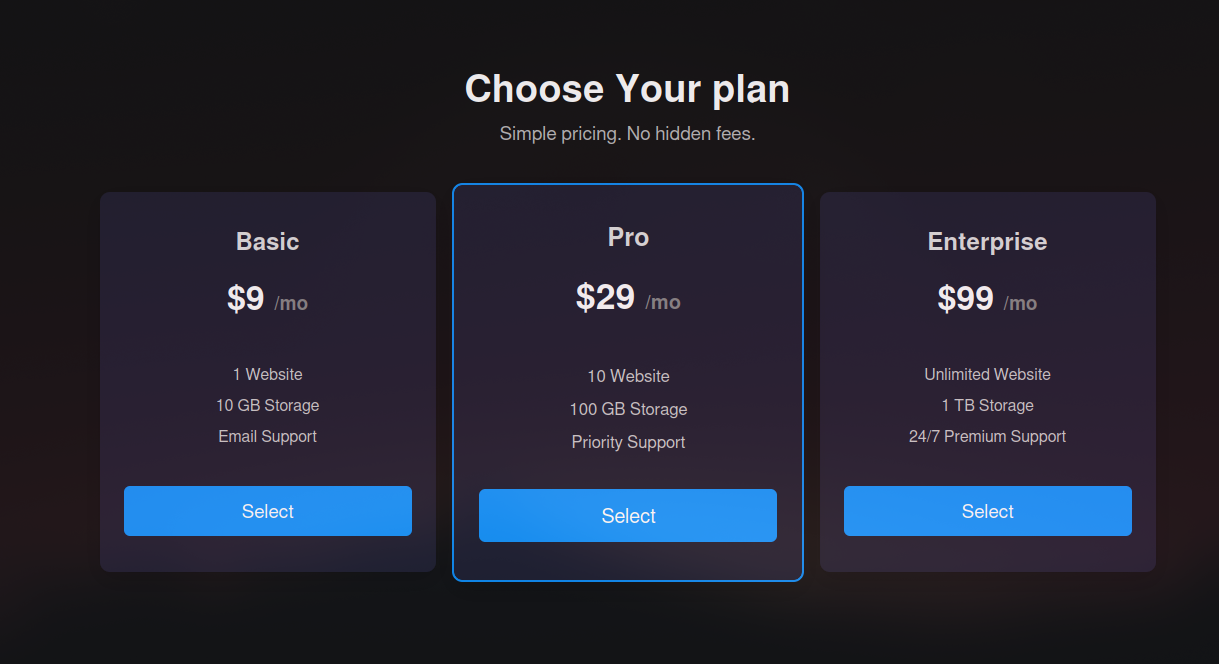 Choose Your plan
Simple pricing. No hidden fees.
Basic
$9 /mo
1 Website
10 GB Storage
Email Support
Select
Pro
$29 /mo
10 Website
100 GB Storage
Priority Support
Select
Enterprise
$99 /mo
Unlimited Website
1 TB Storage
24/7 Premium Support
Select